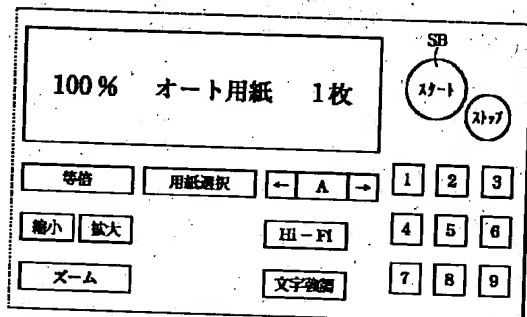 SB
100% オート用紙 1枚
スタート
ストップ
等倍 用紙選択 ← A → 1 2 3
縮小 拡大 Hi-FI 4 5 6
ズーム 文字強調 7 8 9